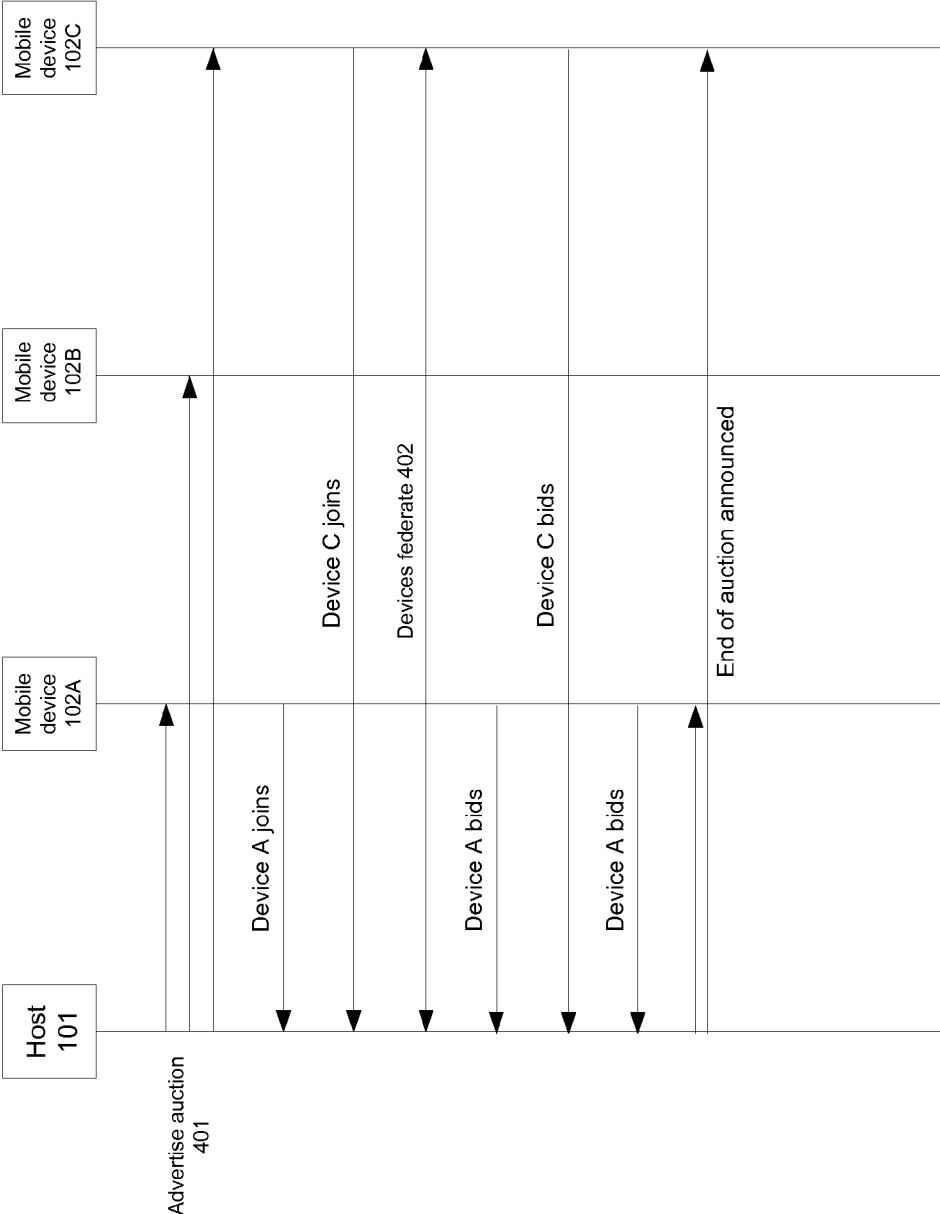 Host
101
Mobile
device
102A
Mobile
device
102B
Mobile
device
102C
Advertise auction
401
Device A joins
Device C joins
Devices federate 402
Device A bids
Device C bids
Device A bids
End of auction announced